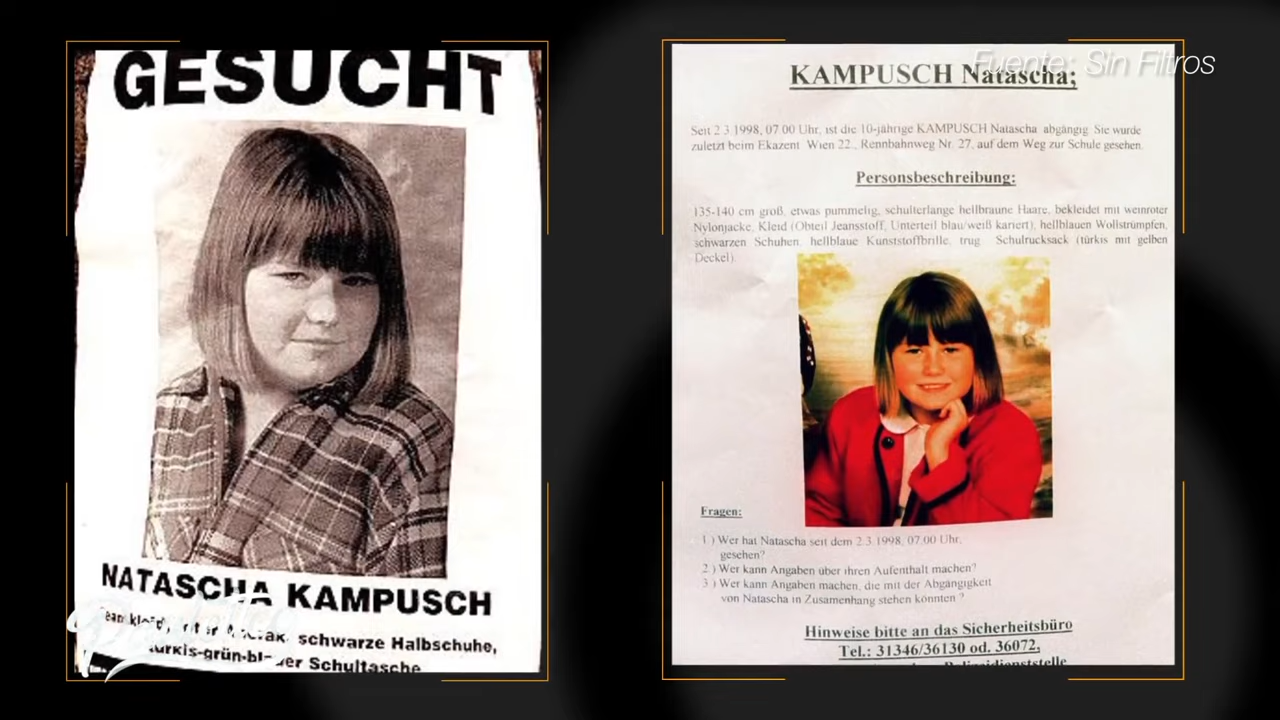 GESUCHT
NATASCHA KAMPUSCH
schwarze Halbschuhe,
Schultasche
Fuente: Sin Filtros
KAMPUSCH Natascha;
Seit 2.3.1998, 07.00 Uhr, ist die 10-jährige KAMPUSCH Natascha abgängig. Sie wurde
zuletzt beim Ekazent Wien 22., Rennbahnweg Nr. 27, auf dem Weg zur Schule gesehen.
Personsbeschreibung:
135-140 cm groß, etwas pummelig, schulterlange hellbraune Haare, bekleidet mit weinroter
Nylonjacke, Kleid (Obteil Jeansstoff, Unterteil blau/weiß kariert), hellblauen Wollstrümpfen,
schwarzen Schuhen, hellblaue Kunststoffbrille, trug Schulrucksack (türkis mit gelben
Deckel).
Fragen:
1.) Wer hat Natascha seit dem 2.3.1998, 07.00 Uhr,
gesehen?
2.) Wer kann Angaben über ihren Aufenthalt machen?
3.) Wer kann Angaben machen, die mit der Abgängigkeit
von Natascha in Zusammenhang stehen könnten ?
Hinweise bitte an das Sicherheitsbüro
Tel.: 31346/36130 od. 36072,